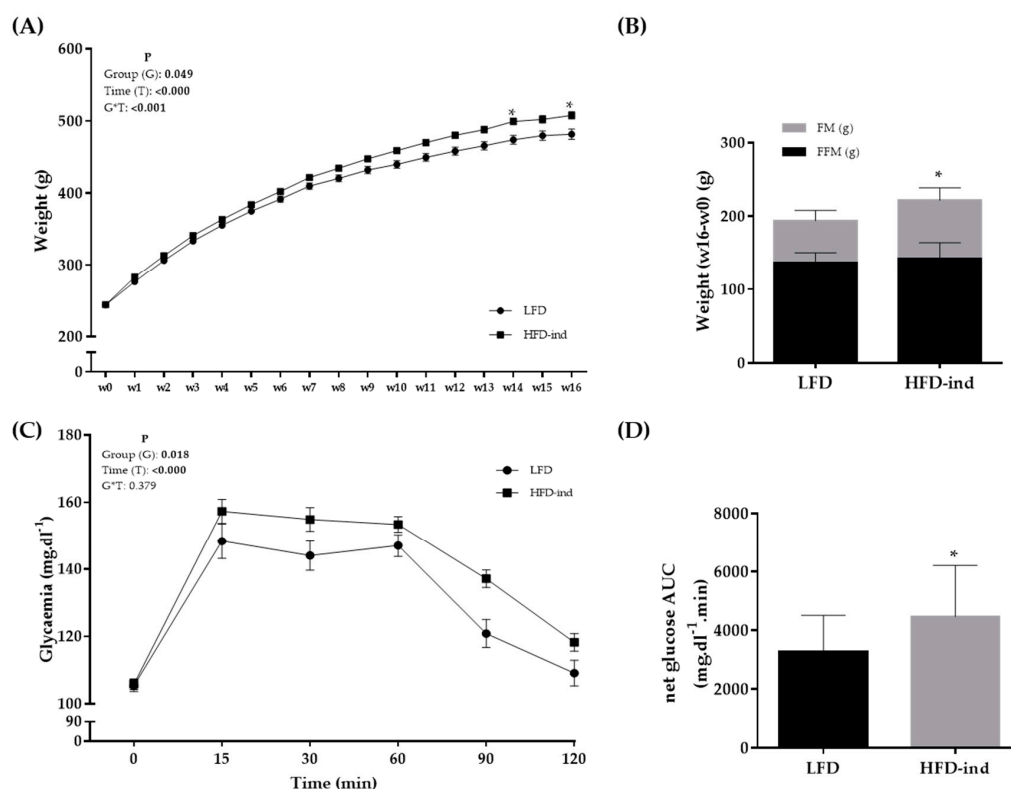 (A)
P
Group (G): 0.049
Time (T): <0.000
G*T: <0.001
* *
600
500
400
300
200
0
Weight (g)
LFD
HFD-ind
w0 w1 w2 w3 w4 w5 w6 w7 w8 w9 w10 w11 w12 w13 w14 w15 w16
(B)
FM (g)
FFM (g)
*
300
200
100
0
Weight (w16-w0) (g)
LFD HFD-ind
(C)
P
Group (G): 0.018
Time (T): <0.000
G*T: 0.379
180
160
140
120
100
90
0
Glycaemia (mg.dl⁻¹)
LFD
HFD-ind
0 15 30 60 90 120
Time (min)
(D)
*
8000
6000
4000
2000
0
net glucose AUC
(mg.dl⁻¹.min)
LFD HFD-ind